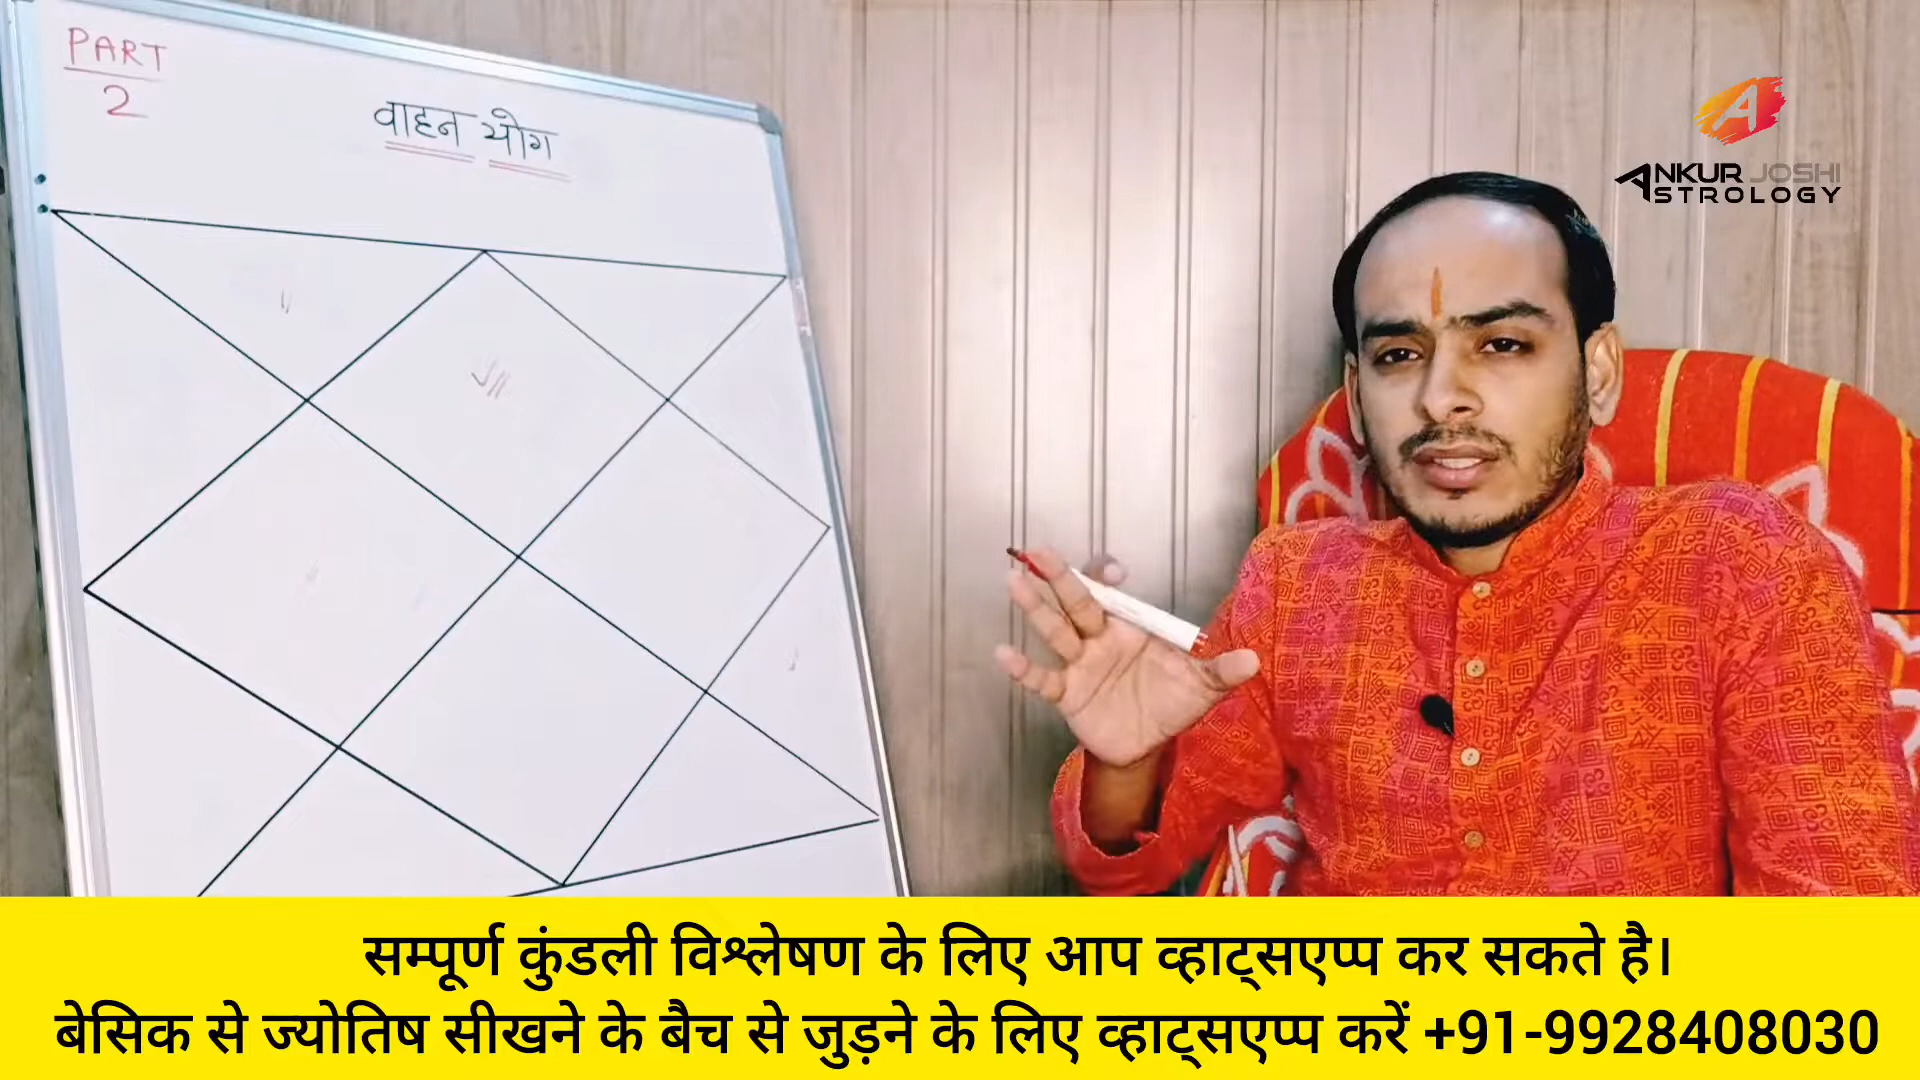 PART
2
वाहन योग
A
ANKUR JOSHI
ASTROLOGY
सम्पूर्ण कुंडली विश्लेषण के लिए आप व्हाट्सएप्प कर सकते है।
बेसिक से ज्योतिष सीखने के बैच से जुड़ने के लिए व्हाट्सएप्प करें +91-9928408030